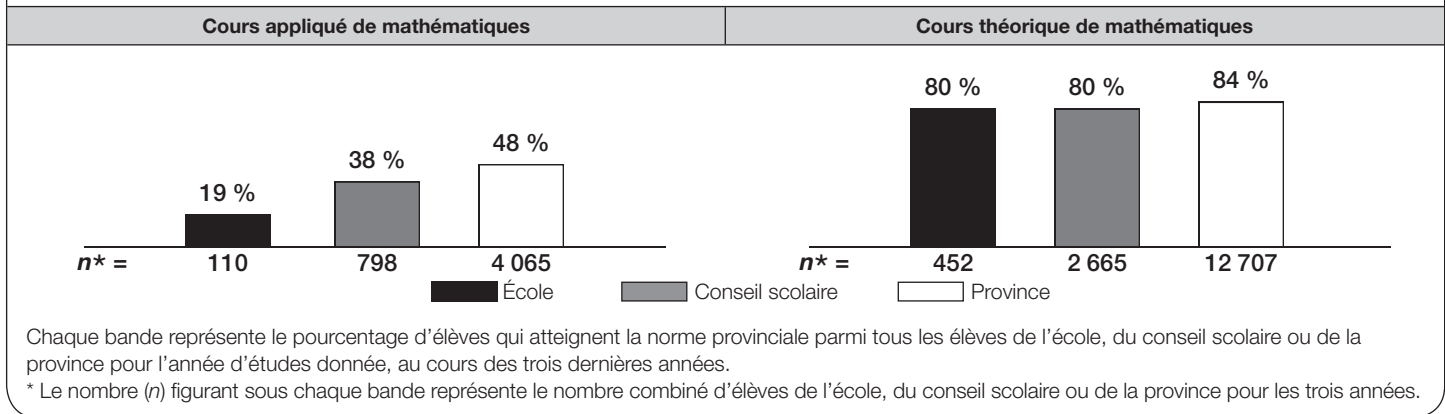 Cours appliqué de mathématiques
Cours théorique de mathématiques
19 %
38 %
48 %
80 %
80 %
84 %
n* = 110 798 4 065
n* = 452 2 665 12 707
École Conseil scolaire Province
Chaque bande représente le pourcentage d’élèves qui atteignent la norme provinciale parmi tous les élèves de l’école, du conseil scolaire ou de la
province pour l’année d’études donnée, au cours des trois dernières années.
* Le nombre (n) figurant sous chaque bande représente le nombre combiné d’élèves de l’école, du conseil scolaire ou de la province pour les trois années.